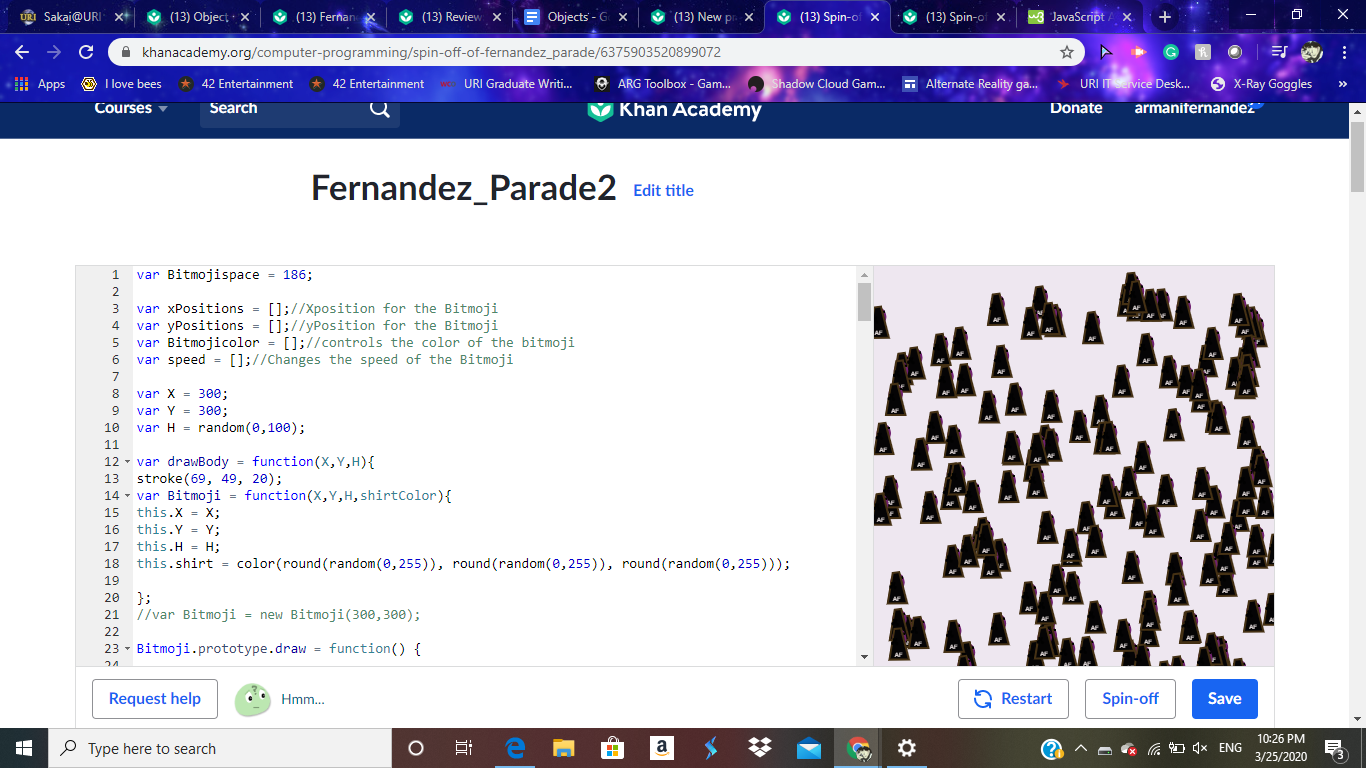 Sakai@URI
(13) Object
(13) Fernan
(13) Review
Objects - G
(13) New pr
(13) Spin-of
(13) Spin-of
JavaScript A
khanacademy.org/computer-programming/spin-off-of-fernandez_parade/6375903520899072
Apps
I love bees
42 Entertainment
42 Entertainment
URI Graduate Writi...
ARG Toolbox - Gam...
Shadow Cloud Gam...
Alternate Reality ga...
URI IT Service Desk...
X-Ray Goggles
»
Courses
Search
Khan Academy
Donate
armanifernande2
Fernandez_Parade2
Edit title
1 var Bitmojispace = 186;
2
3 var xPositions = [];//Xposition for the Bitmoji
4 var yPositions = [];//yPosition for the Bitmoji
5 var Bitmojicolor = [];//controls the color of the bitmoji
6 var speed = [];//Changes the speed of the Bitmoji
7
8 var X = 300;
9 var Y = 300;
10 var H = random(0,100);
11
12 var drawBody = function(X,Y,H){
13 stroke(69, 49, 20);
14 var Bitmoji = function(X,Y,H,shirtColor){
15 this.X = X;
16 this.Y = Y;
17 this.H = H;
18 this.shirt = color(round(random(0,255)), round(random(0,255)), round(random(0,255)));
19
20 };
21 //var Bitmoji = new Bitmoji(300,300);
22
23 Bitmoji.prototype.draw = function() {
24
AF
Request help
Hmm...
Restart
Spin-off
Save
Type here to search
ENG
10:26 PM
3/25/2020
3